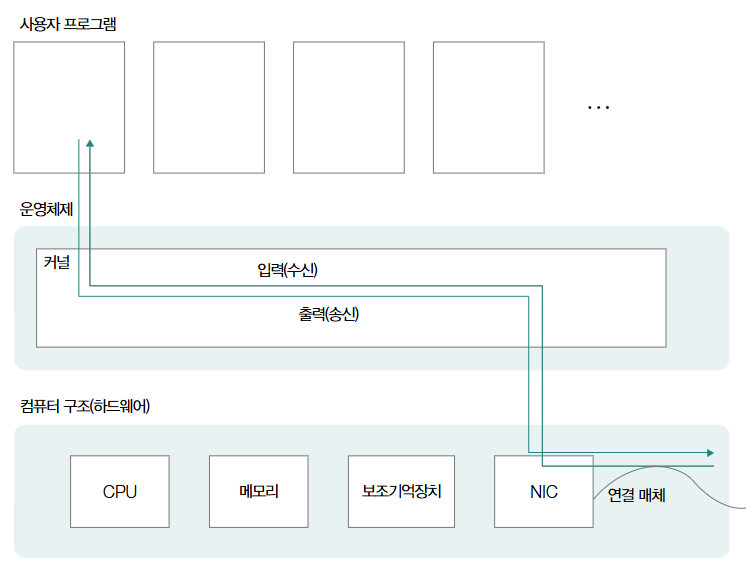 사용자 프로그램
...
운영체제
커널
입력(수신)
출력(송신)
컴퓨터 구조(하드웨어)
CPU
메모리
보조기억장치
NIC
연결 매체